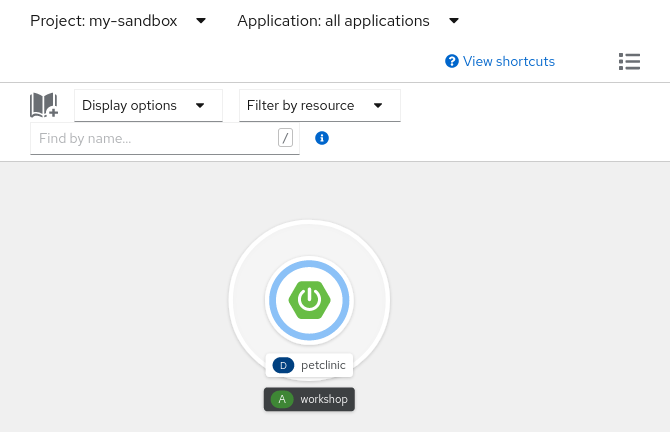 Project: my-sandbox Application: all applications
View shortcuts
Display options Filter by resource
Find by name... /
D petclinic
A workshop